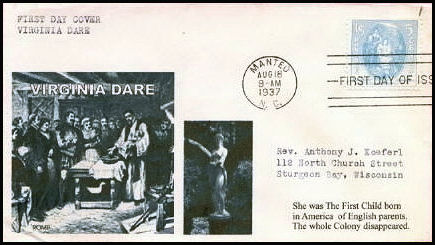 FIRST DAY COVER
VIRGINIA DARE
MANTEO
AUG 18
9-AM
1937
N. C.
FIRST DAY OF ISS
5
VIRGINIA DARE
Rev. Anthony J. Koeferl
112 North Church Street
Sturgeon Bay, Wisconsin
She was The First Child born
in America of English parents.
The whole Colony disappeared.